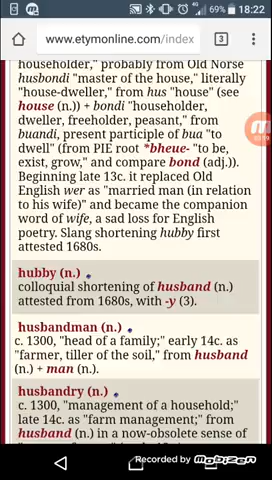 4G 69% 18:22
www.etymonline.com/index
3
householder," probably from Old Norse
husbondi "master of the house," literally
"house-dweller," from hus "house" (see
house (n.)) + bondi "householder,
dweller, freeholder, peasant," from
buandi, present participle of bua "to
dwell" (from PIE root *bheue- "to be,
exist, grow," and compare bond (adj.)).
Beginning late 13c. it replaced Old
English wer as "married man (in relation
to his wife)" and became the companion
word of wife, a sad loss for English
poetry. Slang shortening hubby first
attested 1680s.
hubby (n.)
colloquial shortening of husband (n.)
attested from 1680s, with -y (3).
husbandman (n.)
c. 1300, "head of a family;" early 14c. as
"farmer, tiller of the soil," from husband
(n.) + man (n.).
husbandry (n.)
c. 1300, "management of a household;"
late 14c. as "farm management;" from
husband (n.) in a now-obsolete sense of
Recorded by mobizen